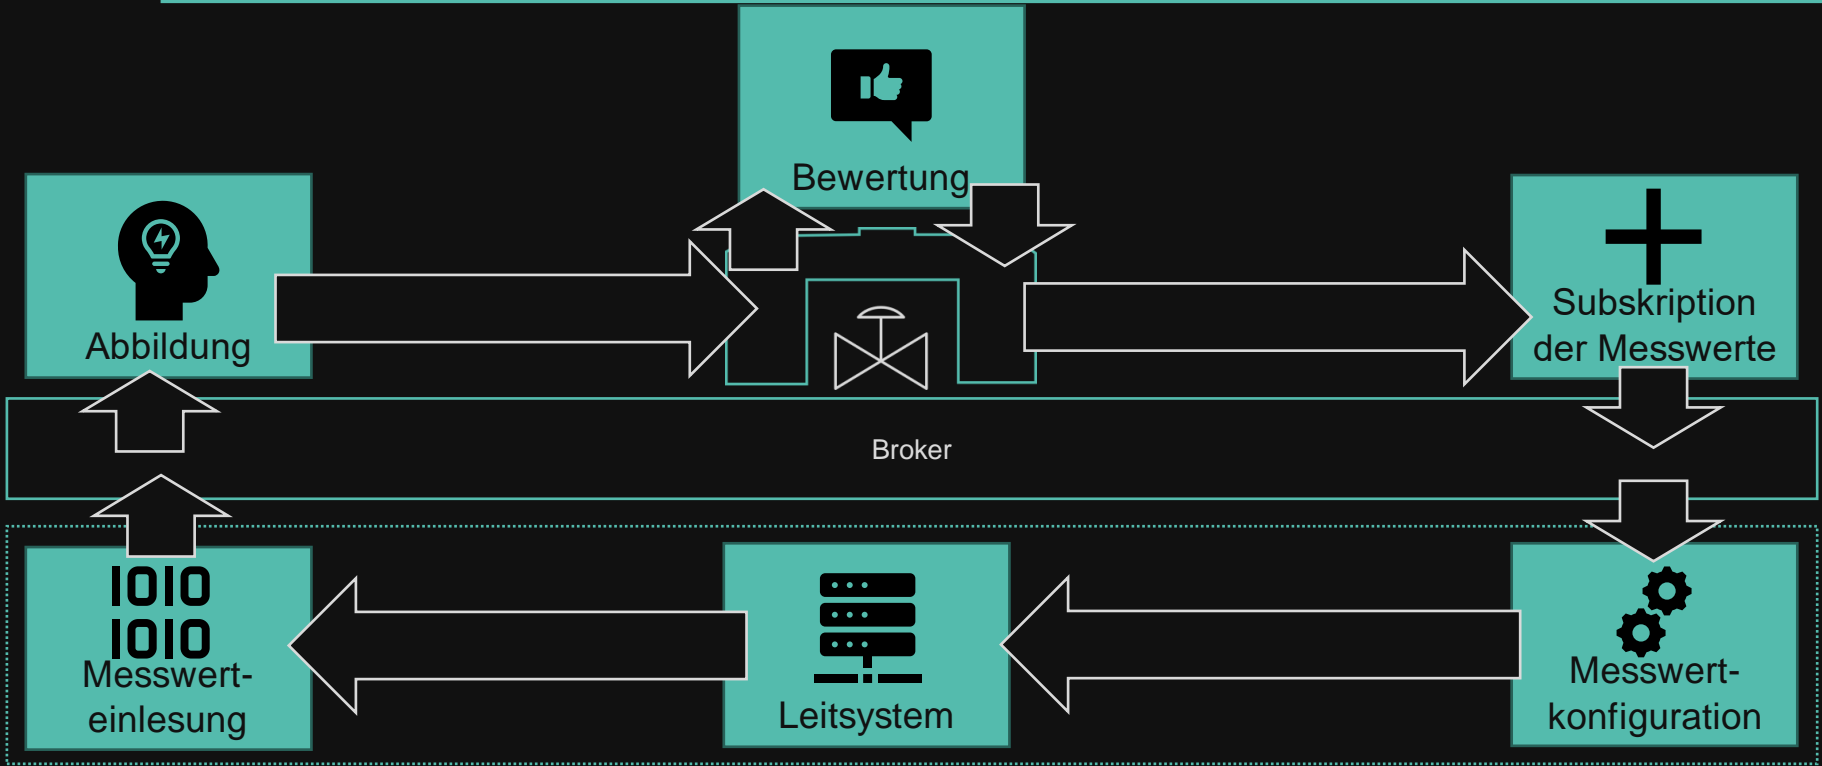 Bewertung
Abbildung
Subskription
der Messwerte
Broker
IOIO
IOIO
Messwert-
einlesung
Leitsystem
Messwert-
konfiguration